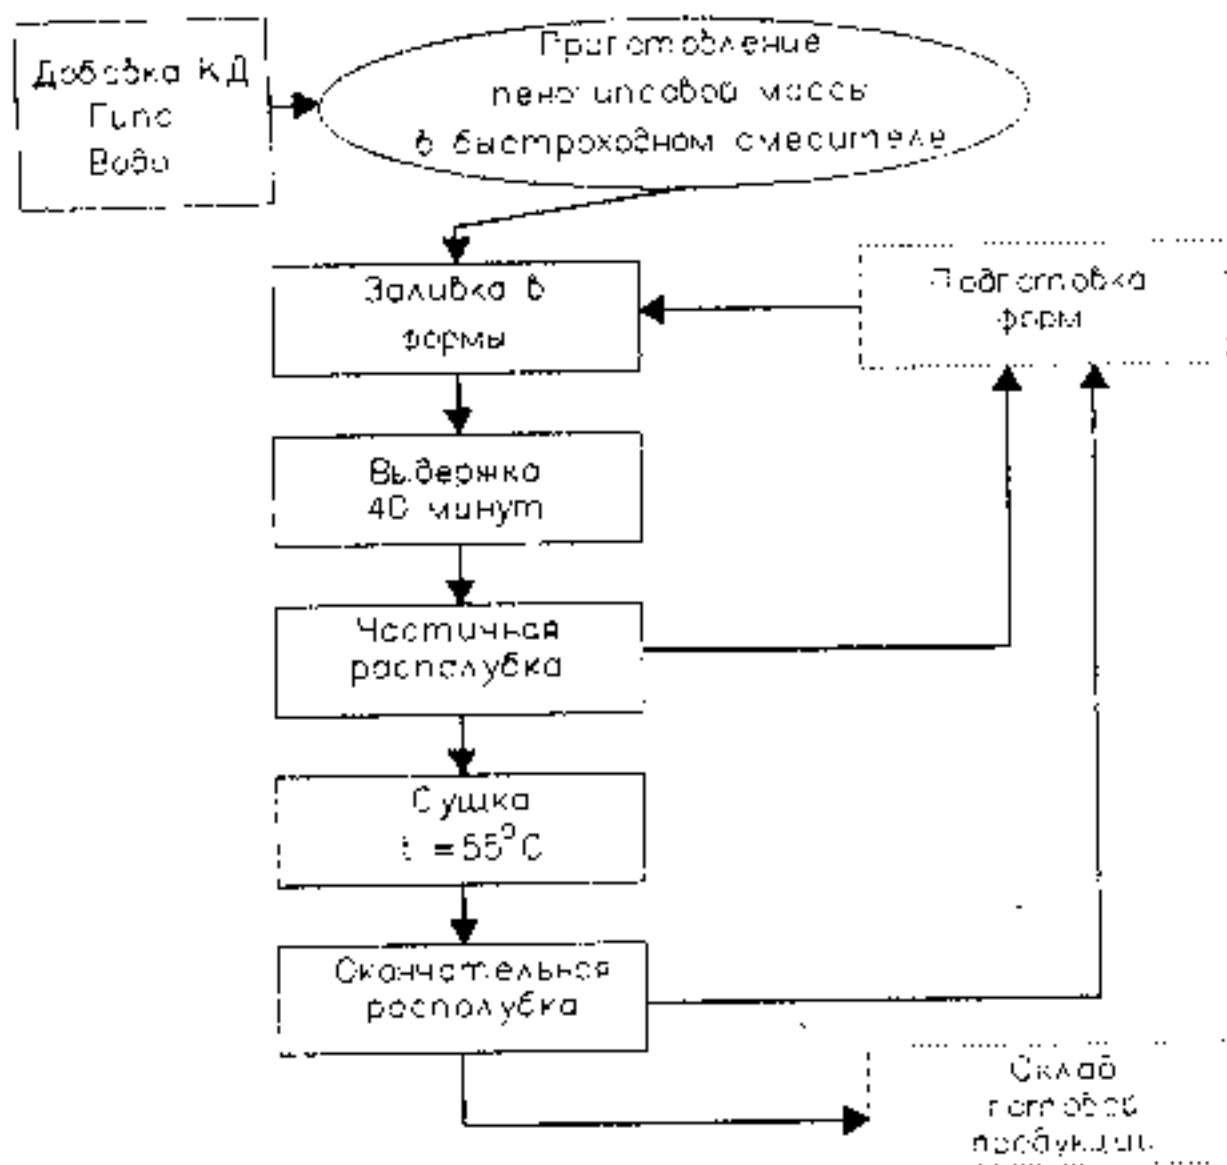 Добавка КД
Гипс
Вода
Приготовление
пеногипсовой массы
в быстроходном смесителе
Заливка в
формы
Подготовка
форм
Выдержка
40 минут
Частичная
распалубка
Сушка
t = 55°C
Окончательная
распалубка
Склад
готовой
продукции